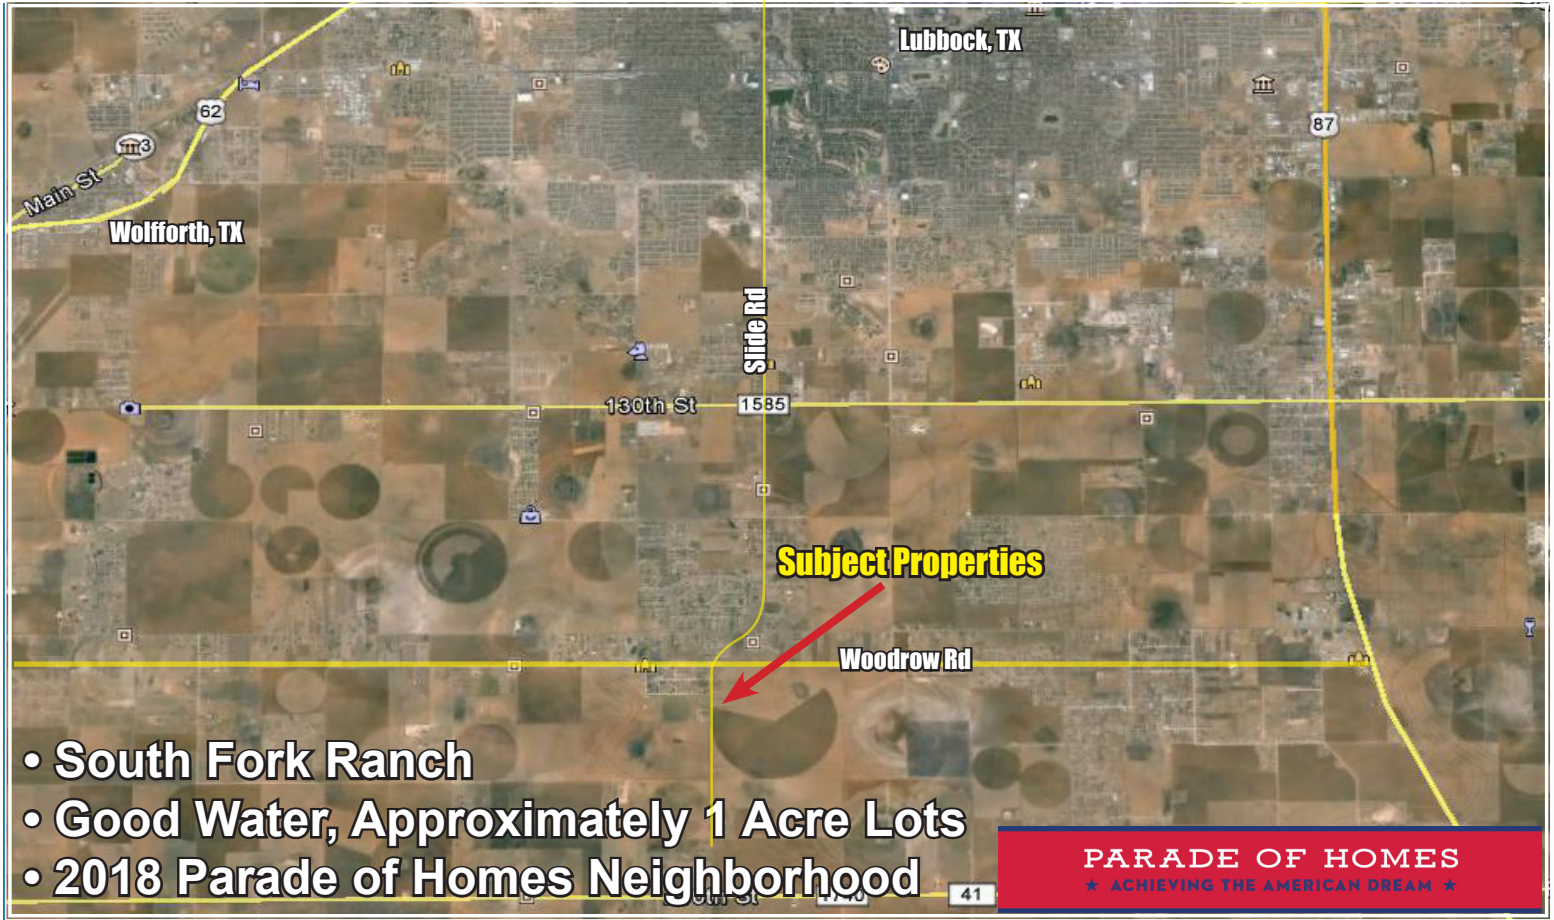 Lubbock, TX
62
87
3
Main St
Wolfforth, TX
Slide Rd
130th St
1585
Subject Properties
Woodrow Rd
• South Fork Ranch
• Good Water, Approximately 1 Acre Lots
• 2018 Parade of Homes Neighborhood
41
PARADE OF HOMES
★ ACHIEVING THE AMERICAN DREAM ★